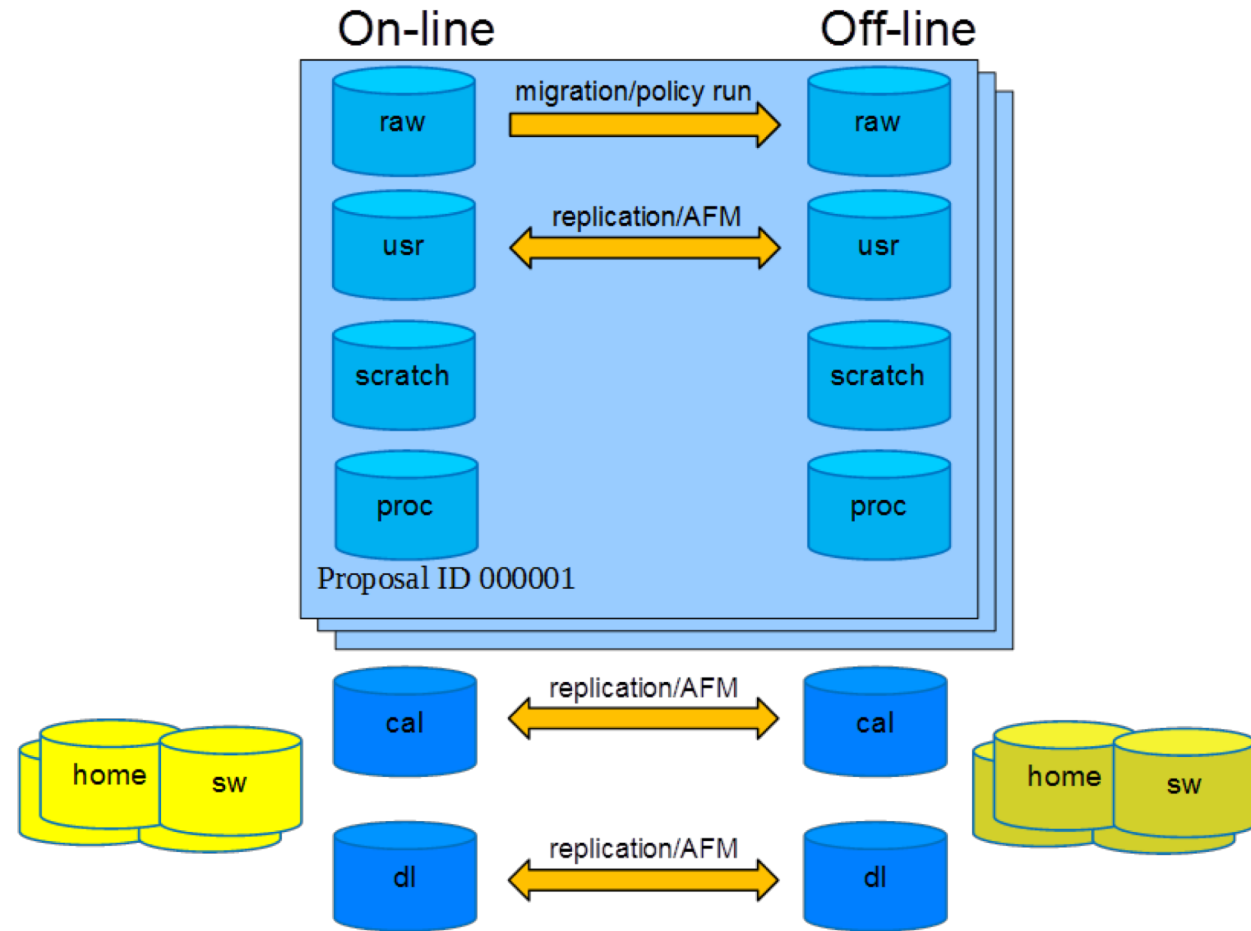 On-line Off-line
raw migration/policy run raw
usr replication/AFM usr
scratch scratch
proc proc
Proposal ID 000001
cal replication/AFM cal
home sw home sw
dl replication/AFM dl